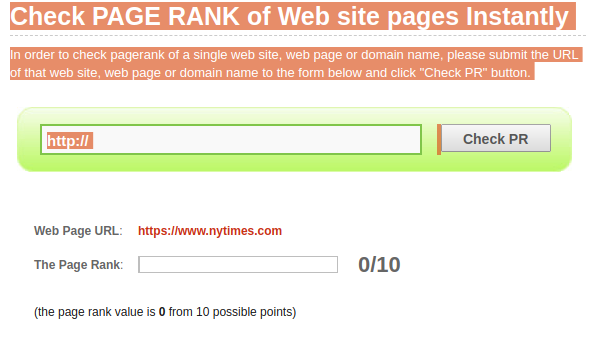 Check PAGE RANK of Web site pages Instantly
In order to check pagerank of a single web site, web page or domain name, please submit the URL
of that web site, web page or domain name to the form below and click "Check PR" button.
http://
Check PR
Web Page URL: https://www.nytimes.com
The Page Rank: 0/10
(the page rank value is 0 from 10 possible points)